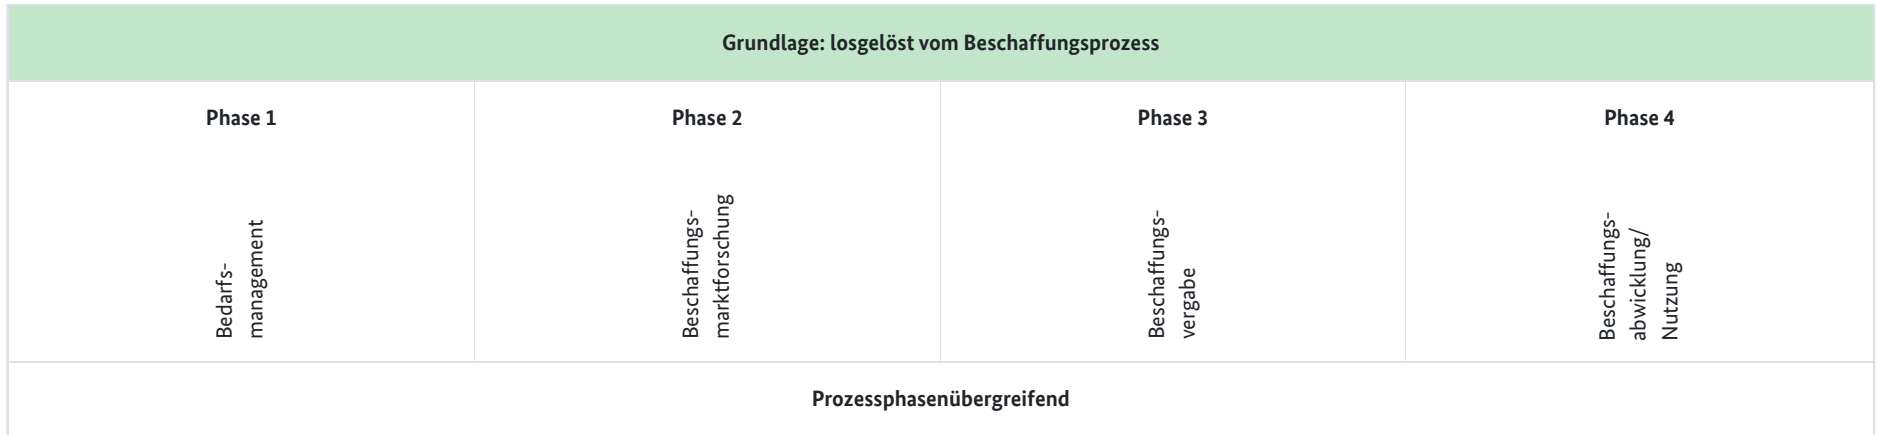 Grundlage: losgelöst vom Beschaffungsprozess
Phase 1
Phase 2
Phase 3
Phase 4
Bedarfs-
management
Beschaffungs-
marktforschung
Beschaffungs-
vergabe
Beschaffungs-
abwicklung/
Nutzung
Prozessphasenübergreifend